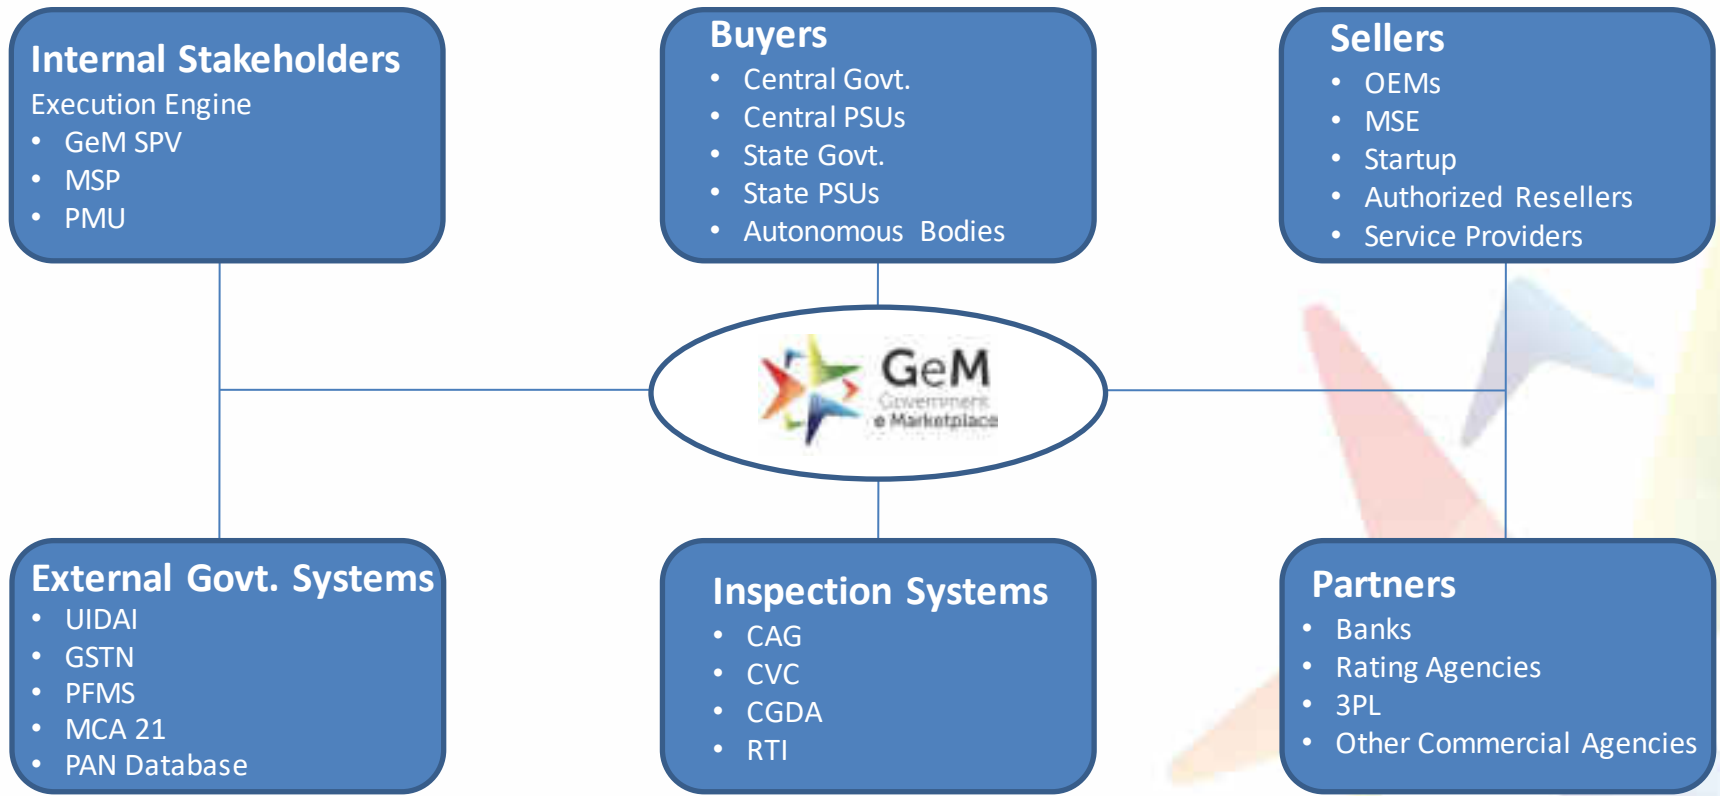 Internal Stakeholders
Execution Engine
• GeM SPV
• MSP
• PMU
Buyers
• Central Govt.
• Central PSUs
• State Govt.
• State PSUs
• Autonomous Bodies
Sellers
• OEMs
• MSE
• Startup
• Authorized Resellers
• Service Providers
GeM
Government
e Marketplace
External Govt. Systems
• UIDAI
• GSTN
• PFMS
• MCA 21
• PAN Database
Inspection Systems
• CAG
• CVC
• CGDA
• RTI
Partners
• Banks
• Rating Agencies
• 3PL
• Other Commercial Agencies